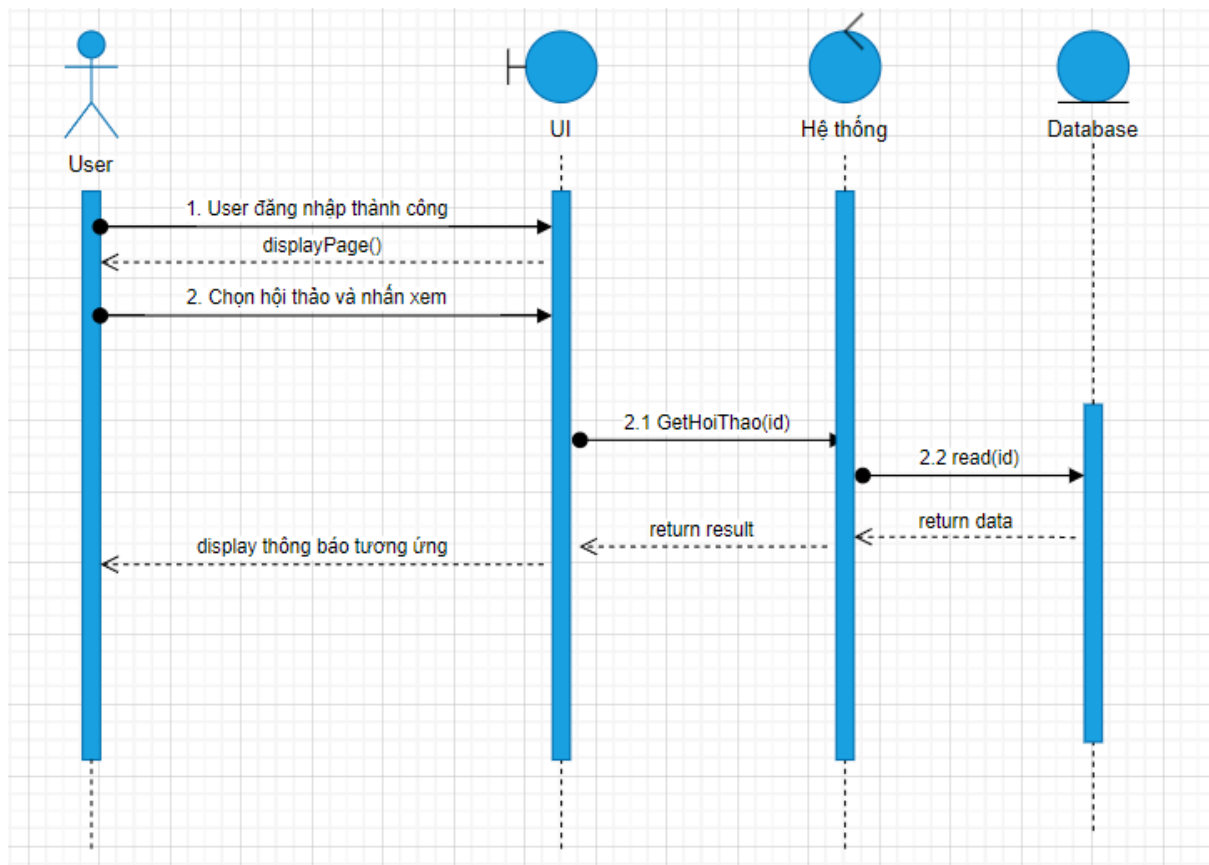 UI
Hệ thống
Database
User
1. User đăng nhập thành công
displayPage()
2. Chọn hội thảo và nhấn xem
2.1 GetHoiThao(id)
2.2 read(id)
return data
return result
display thông báo tương ứng